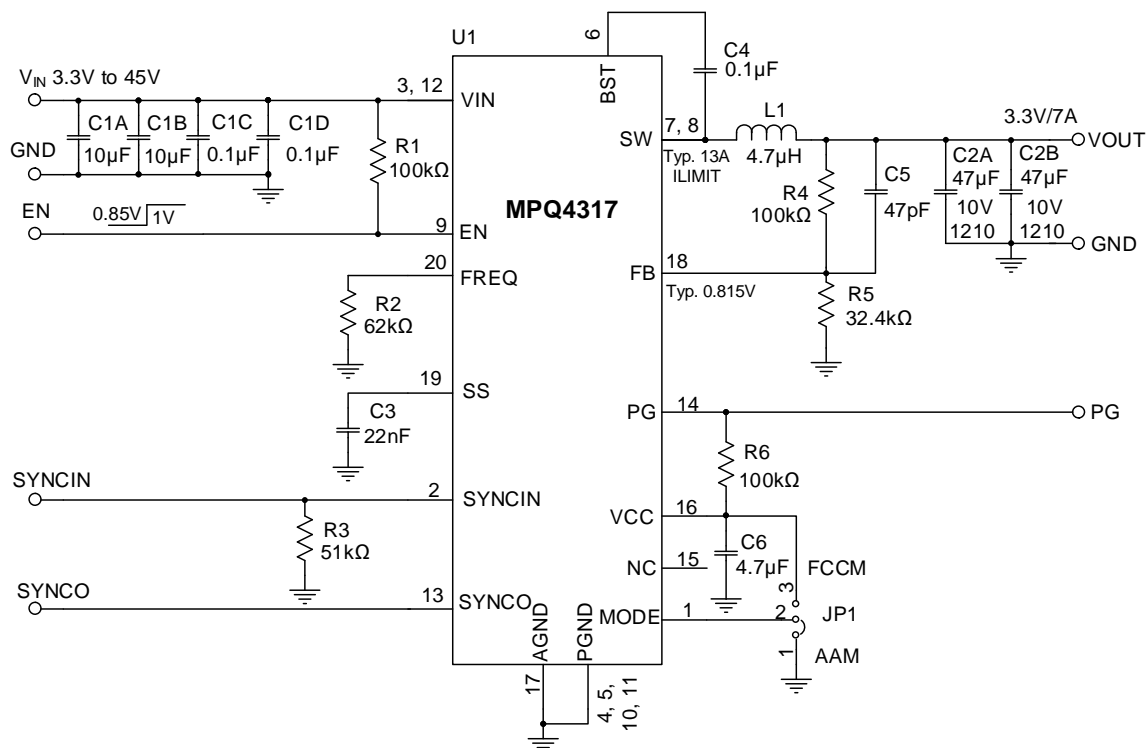 U1
V_IN 3.3V to 45V
GND
EN
0.85V
1V
C1A
10µF
C1B
10µF
C1C
0.1µF
C1D
0.1µF
R1
100kΩ
R2
62kΩ
C3
22nF
SYNCIN
R3
51kΩ
SYNCO
MPQ4317
3, 12
VIN
9
EN
20
FREQ
19
SS
2
SYNCIN
13
SYNCO
AGND
17
PGND
4, 5,
10, 11
6
BST
C4
0.1µF
SW
7, 8
Typ. 13A
ILIMIT
L1
4.7µH
3.3V/7A
VOUT
R4
100kΩ
C5
47pF
C2A
47µF
10V
1210
C2B
47µF
10V
1210
GND
FB
18
Typ. 0.815V
R5
32.4kΩ
PG
14
PG
R6
100kΩ
VCC
16
C6
4.7µF
NC
15
MODE
1
FCCM
3
2
JP1
1
AAM